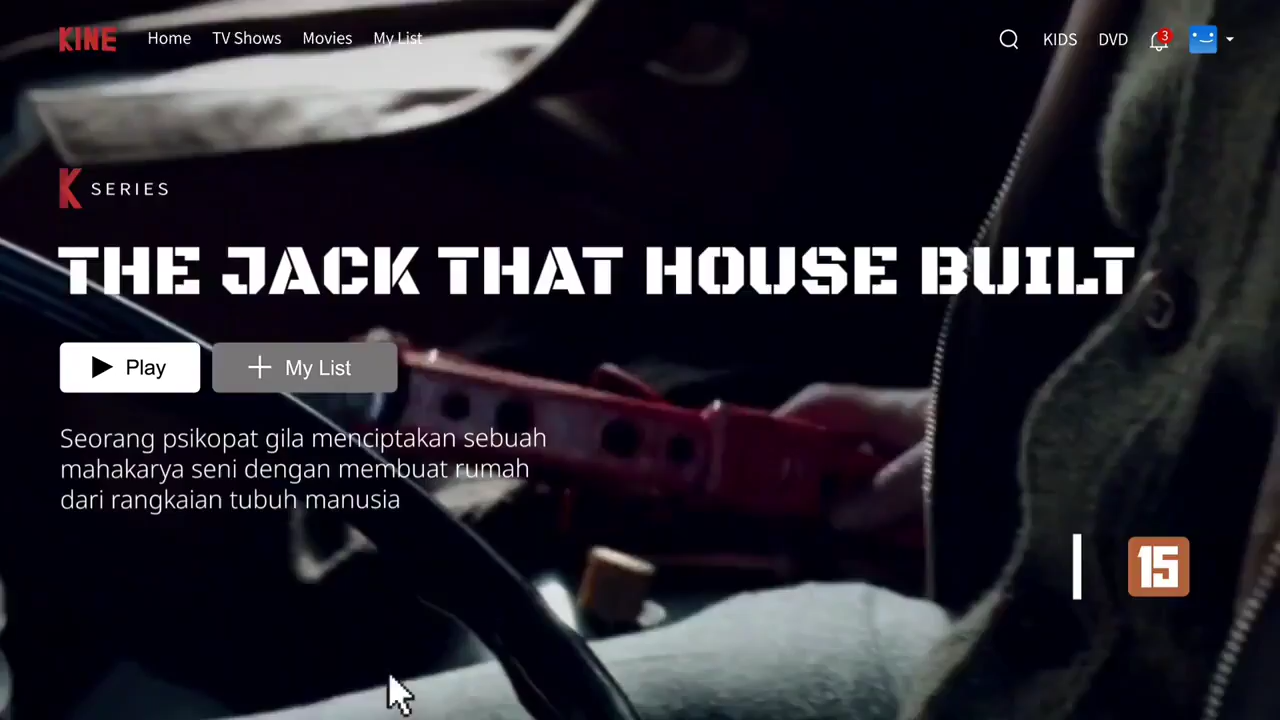 KINE Home TV Shows Movies My List KIDS DVD 3
K SERIES
THE JACK THAT HOUSE BUILT
Play My List
Seorang psikopat gila menciptakan sebuah
mahakarya seni dengan membuat rumah
dari rangkaian tubuh manusia
15